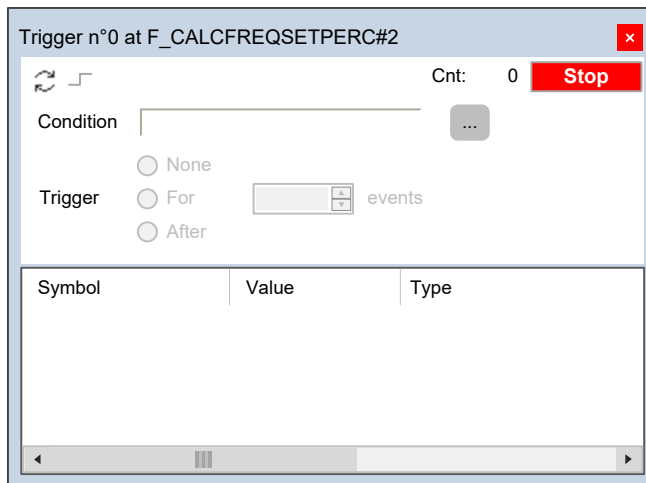 Trigger n°0 at F_CALCFREQSETPERC#2
Cnt: 0 Stop
Condition ...
None
Trigger For events
After
Symbol Value Type